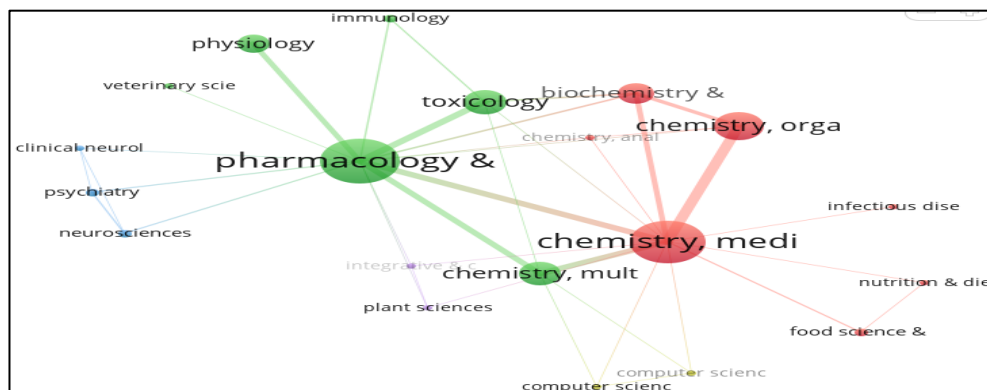 immunology
physiology
veterinary scie
toxicology
biochemistry &
chemistry, orga
chemistry, anal
clinical neurol
pharmacology &
psychiatry
infectious dise
neurosciences
chemistry, medi
integrative & c
chemistry, mult
nutrition & die
plant sciences
food science &
computer scienc
computer scienc